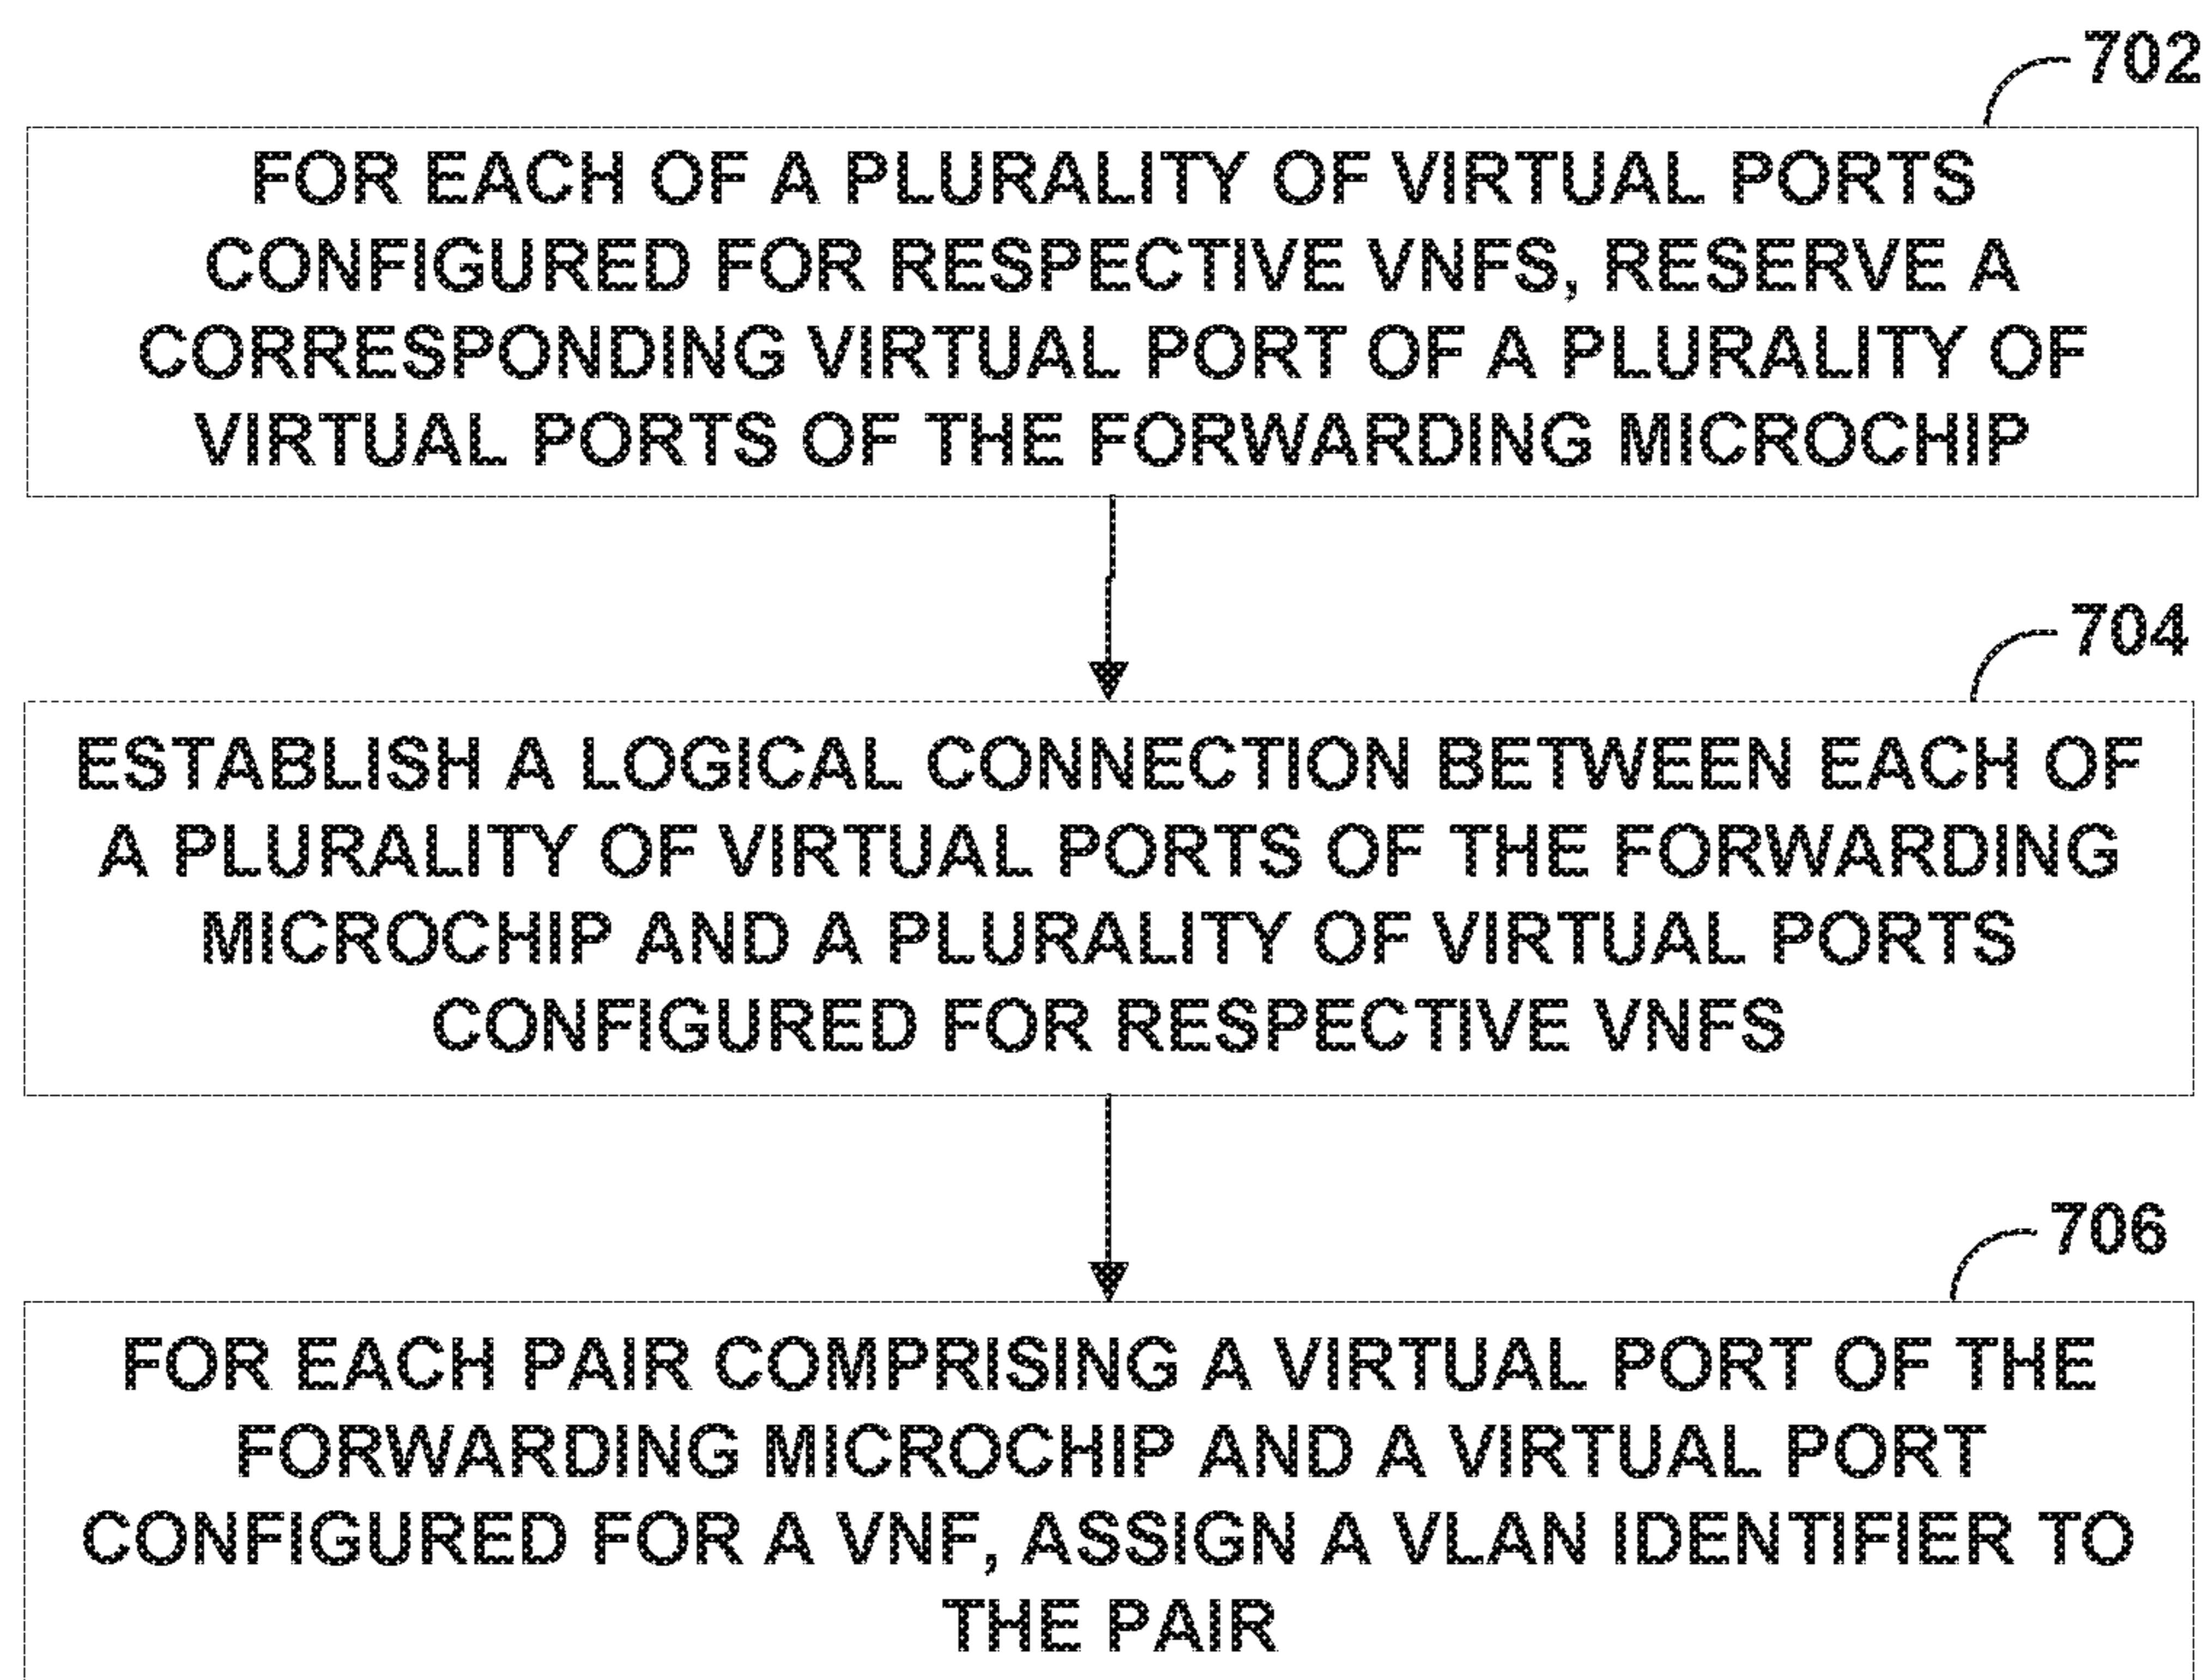 702
FOR EACH OF A PLURALITY OF VIRTUAL PORTS
CONFIGURED FOR RESPECTIVE VNFS, RESERVE A
CORRESPONDING VIRTUAL PORT OF A PLURALITY OF
VIRTUAL PORTS OF THE FORWARDING MICROCHIP
704
ESTABLISH A LOGICAL CONNECTION BETWEEN EACH OF
A PLURALITY OF VIRTUAL PORTS OF THE FORWARDING
MICROCHIP AND A PLURALITY OF VIRTUAL PORTS
CONFIGURED FOR RESPECTIVE VNFS
706
FOR EACH PAIR COMPRISING A VIRTUAL PORT OF THE
FORWARDING MICROCHIP AND A VIRTUAL PORT
CONFIGURED FOR A VNF, ASSIGN A VLAN IDENTIFIER TO
THE PAIR